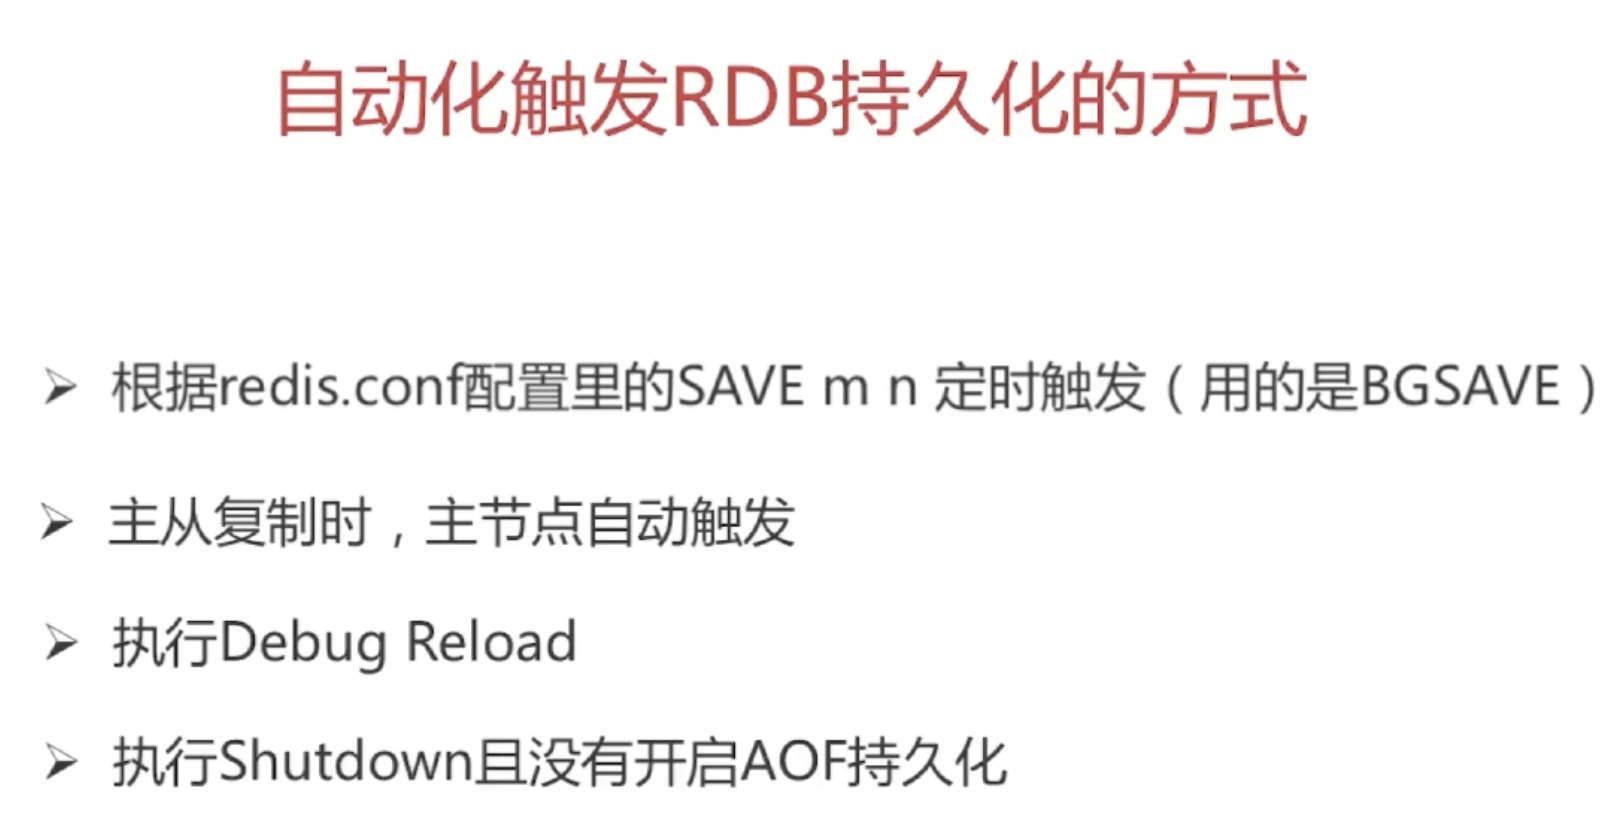 自动化触发RDB持久化的方式
➢ 根据redis.conf配置里的SAVE m n 定时触发（用的是BGSAVE）
➢ 主从复制时，主节点自动触发
➢ 执行Debug Reload
➢ 执行Shutdown且没有开启AOF持久化